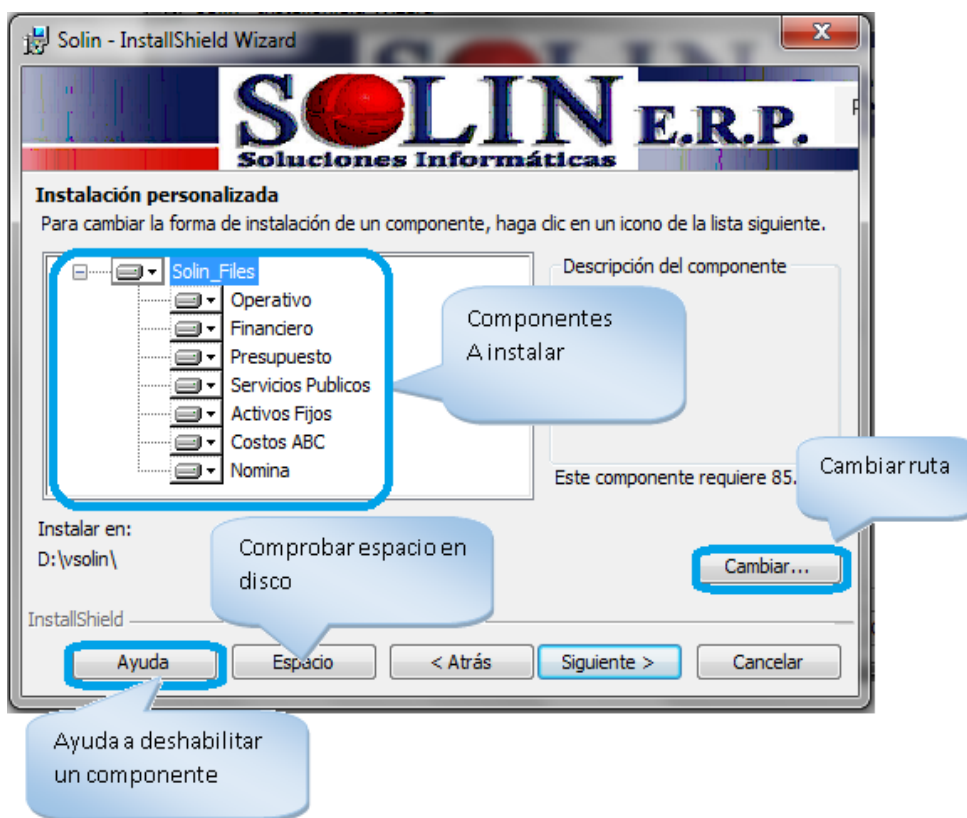 Solin - InstallShield Wizard
SOLIN E.R.P.
Soluciones Informáticas
Instalación personalizada
Para cambiar la forma de instalación de un componente, haga clic en un icono de la lista siguiente.
Solin_Files
Operativo
Financiero
Presupuesto
Servicios Publicos
Activos Fijos
Costos ABC
Nomina
Descripción del componente
Componentes
A instalar
Este componente requiere 85.
Cambiar ruta
Instalar en:
D:\vsolin\
Comprobar espacio en
disco
Cambiar...
InstallShield
Ayuda
Espacio
< Atrás
Siguiente >
Cancelar
Ayuda a deshabilitar
un componente